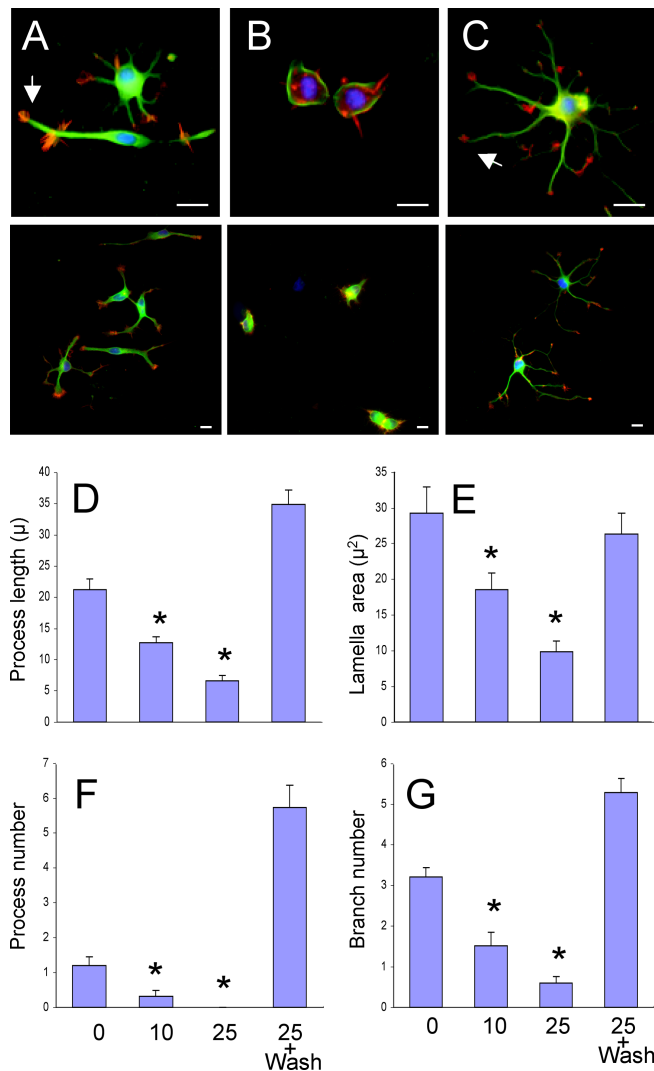 A B C
D
Process length (μ)
40
35
30
25
20
15
10
5
0
* *
E
Lamella area (μ²)
35
30
25
20
15
10
5
0
* *
F
Process number
7
6
5
4
3
2
1
0
* *
0 10 25 25
+
Wash
G
Branch number
6
5
4
3
2
1
0
* *
0 10 25 25
+
Wash